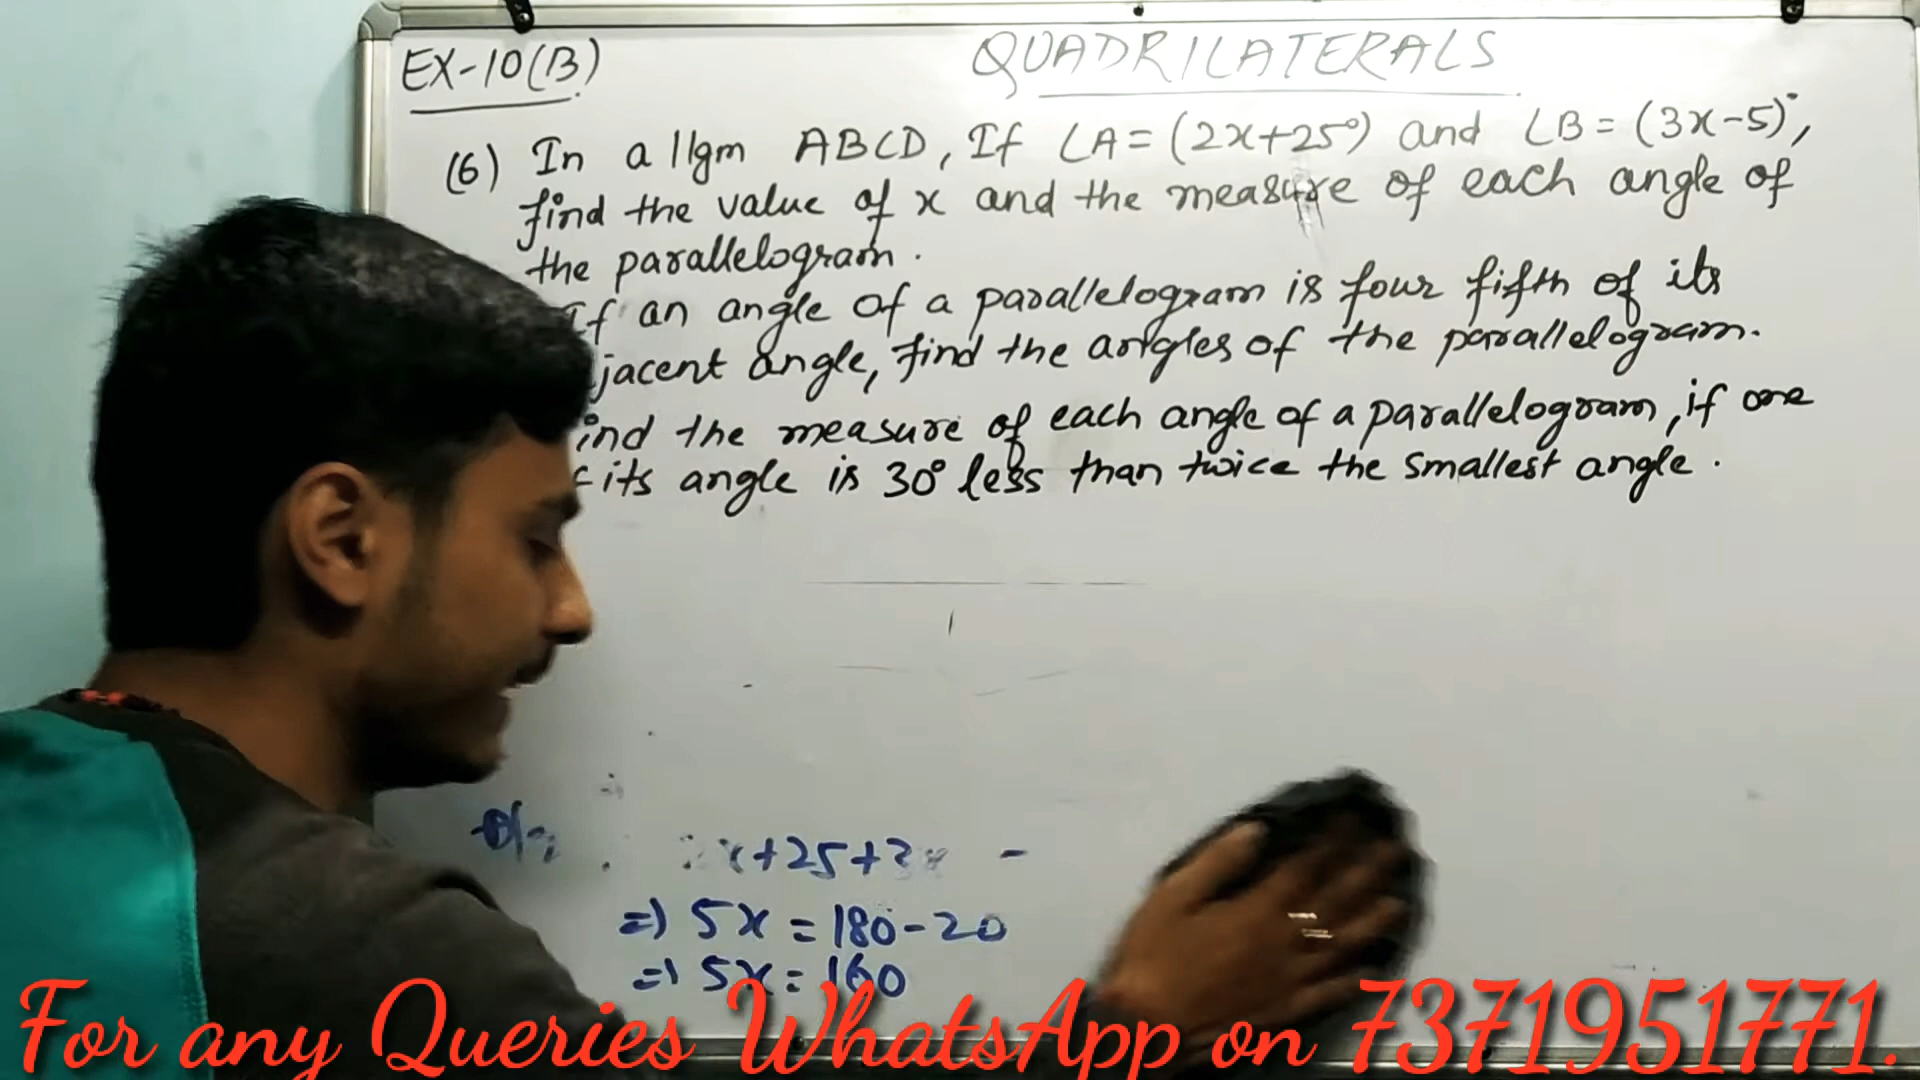 EX-10(B)
QUADRILATERALS
(6) In a llgm ABCD, If ∠A = (2x+25°) and ∠B = (3x-5)°,
find the value of x and the measure of each angle of
the parallelogram.
If an angle of a parallelogram is four fifth of its
jacent angle, find the angles of the parallelogram.
ind the measure of each angle of a parallelogram, if one
f its angle is 30° less than twice the smallest angle.
x+25+3x -
=) 5x = 180-20
=) 5x = 160
For any Queries WhatsApp on 7371951771.